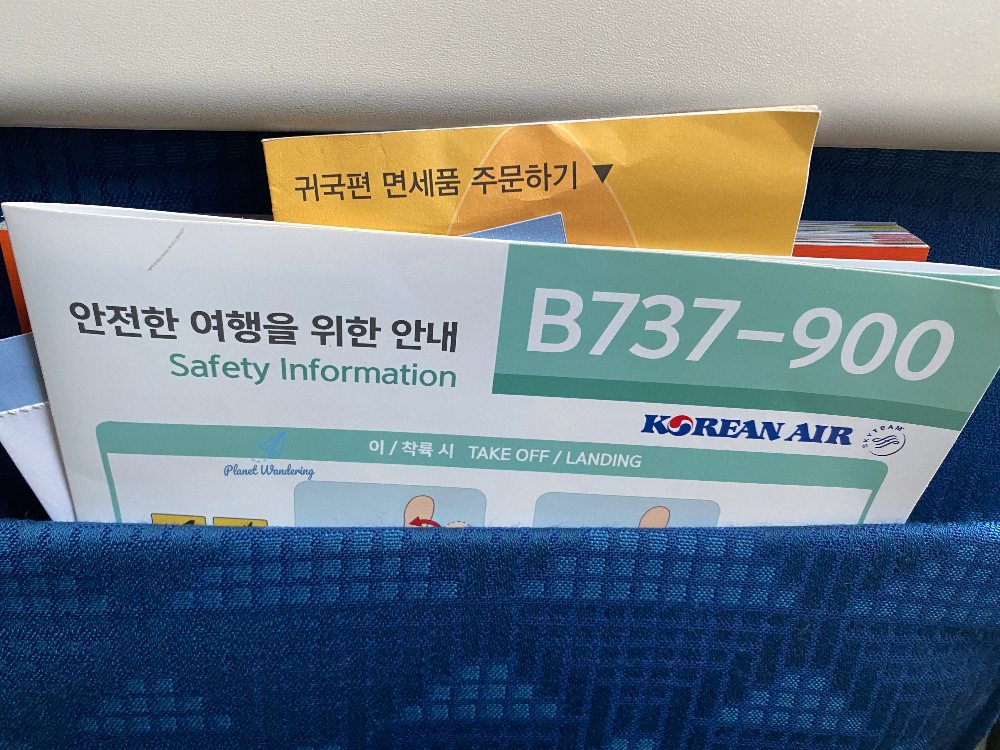 귀국편 면세품 주문하기 ▼
안전한 여행을 위한 안내
Safety Information
B737-900
KOREAN AIR
SKYTEAM
이 / 착륙 시 TAKE OFF / LANDING
Planet Wandering